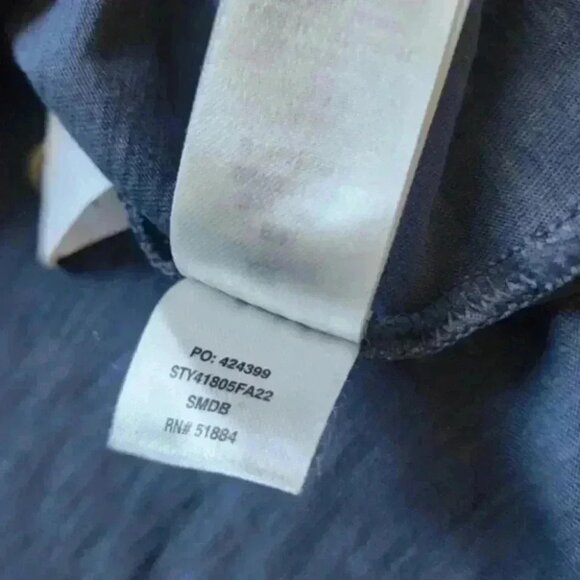 PO: 424399
STY41805FA22
SMDB
RN# 51884